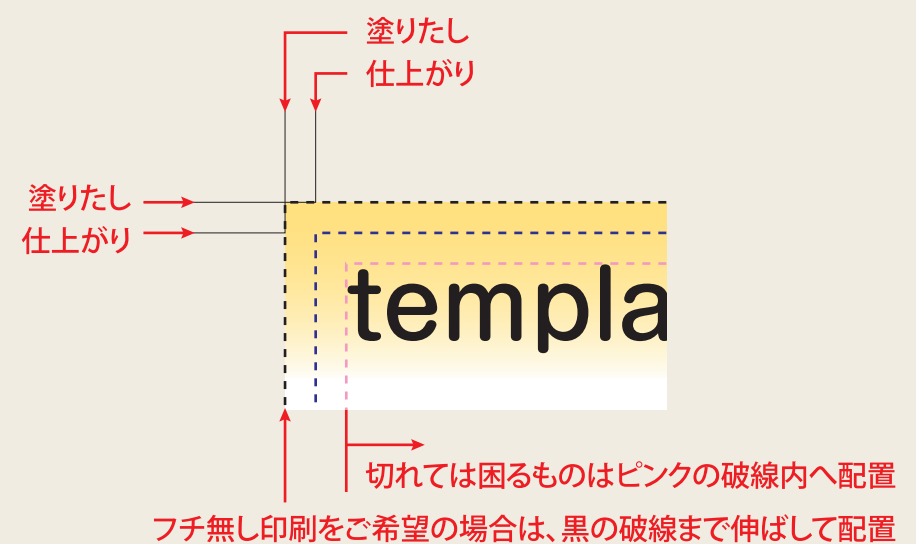 塗りたし
仕上がり
塗りたし
仕上がり
templa
切れては困るものはピンクの破線内へ配置
フチ無し印刷をご希望の場合は、黒の破線まで伸ばして配置